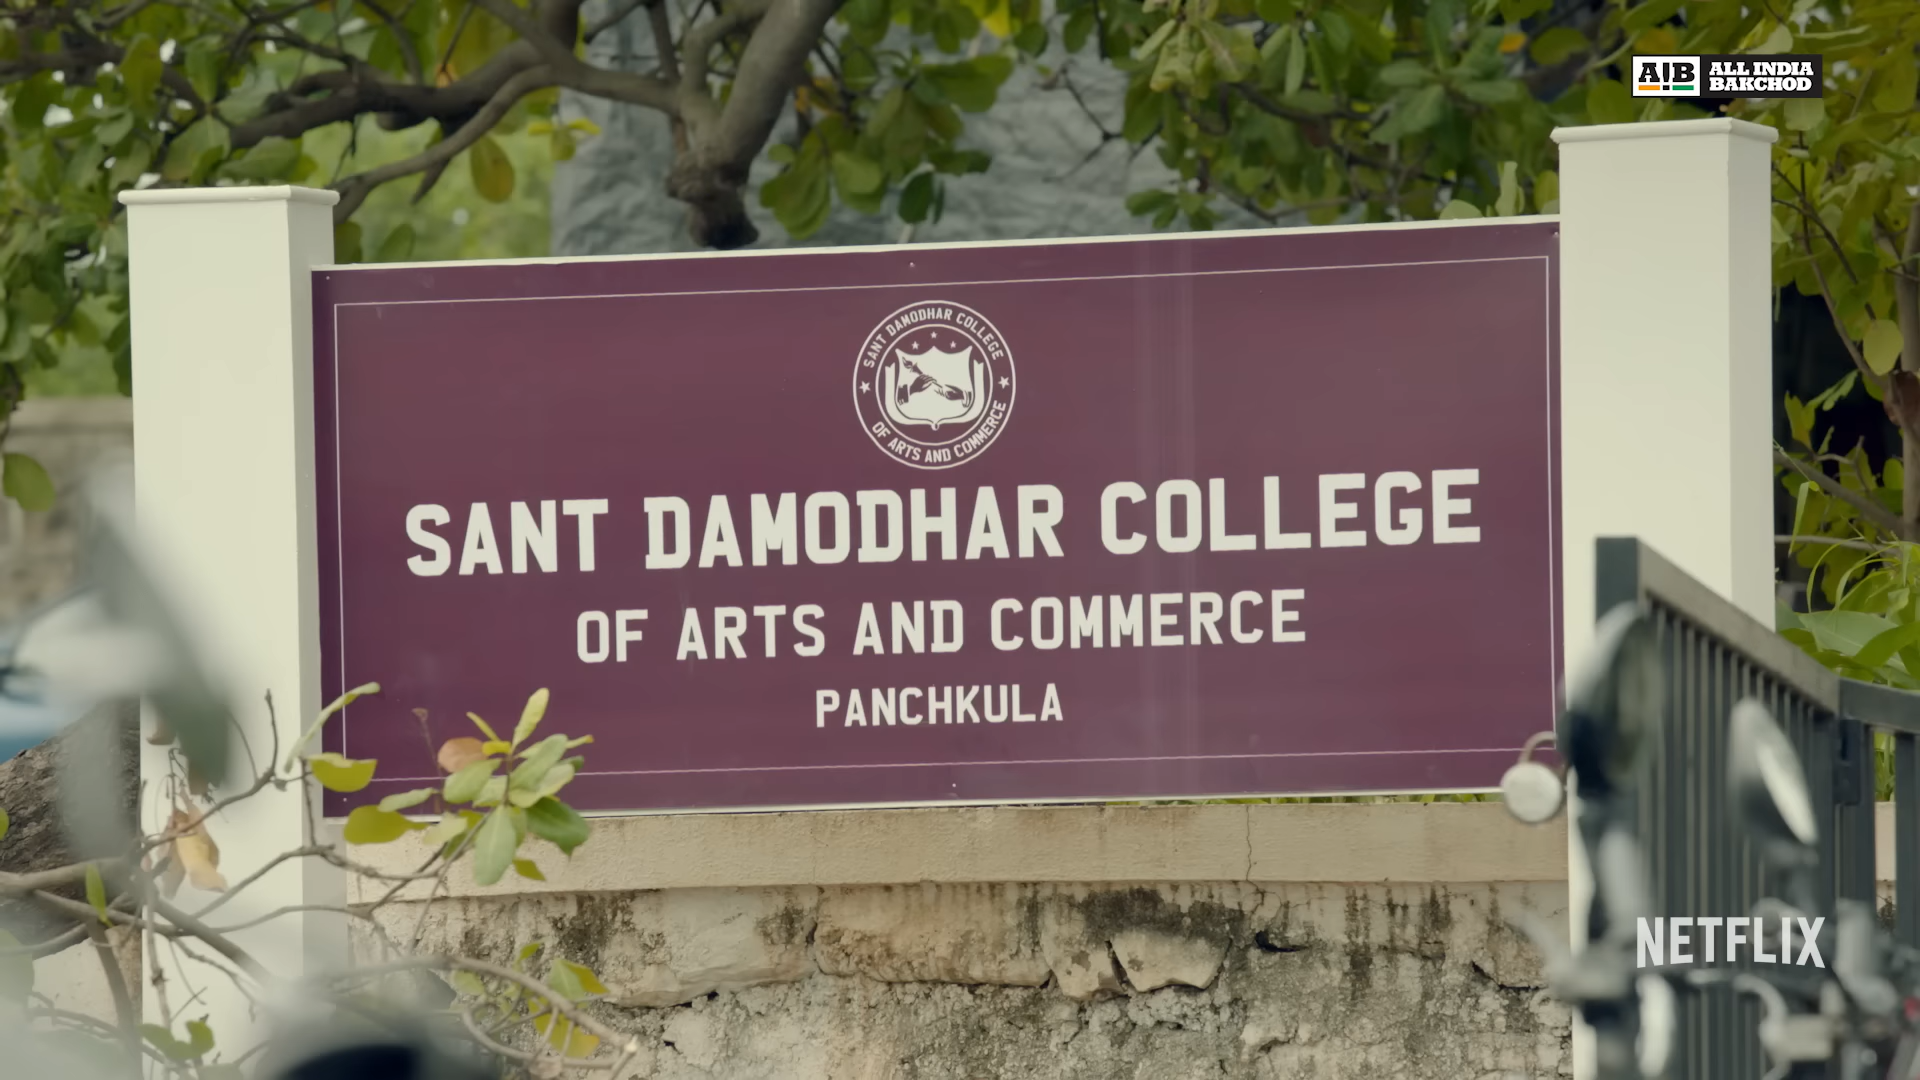 A!B ALL INDIA
BAKCHOD
SANT DAMODHAR COLLEGE
OF ARTS AND COMMERCE
SANT DAMODHAR COLLEGE
OF ARTS AND COMMERCE
PANCHKULA
NETFLIX